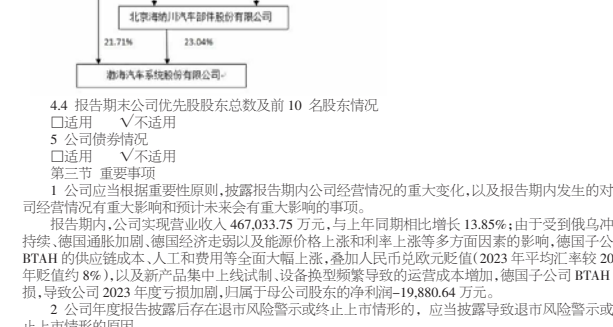 北京海纳川汽车部件股份有限公司
21.71%
23.04%
渤海汽车系统股份有限公司
4.4 报告期末公司优先股股东总数及前 10 名股东情况
□适用 √不适用
5 公司债券情况
□适用 √不适用
第三节 重要事项
1 公司应当根据重要性原则,披露报告期内公司经营情况的重大变化,以及报告期内发生的对
司经营情况有重大影响和预计未来会有重大影响的事项。
报告期内,公司实现营业收入 467,033.75 万元,与上年同期相比增长 13.85%;由于受到俄乌冲
持续、德国通胀加剧、德国经济走弱以及能源价格上涨和利率上涨等多方面因素的影响,德国子公
BTAH 的供应链成本、人工和费用等全面大幅上涨,叠加人民币兑欧元贬值(2023 年平均汇率较 20
年贬值约 8%),以及新产品集中上线试制、设备换型频繁导致的运营成本增加,德国子公司 BTAH
损,导致公司 2023 年度亏损加剧,归属于母公司股东的净利润-19,880.64 万元。
2 公司年度报告披露后存在退市风险警示或终止上市情形的,应当披露导致退市风险警示或
止上市情形的原因